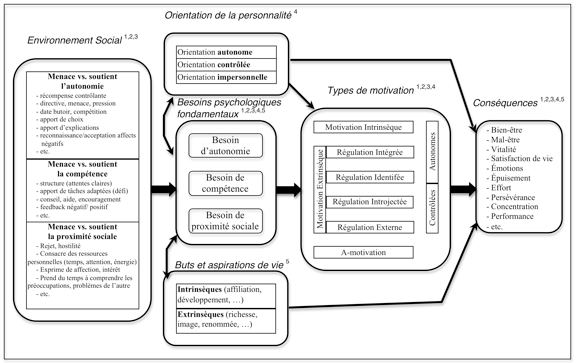 Orientation de la personnalité 4
Orientation autonome
Orientation contrôlée
Orientation impersonnelle
Environnement Social 1,2,3
Menace vs. soutient
l'autonomie
- récompense contrôlante
- directive, menace, pression
- date butoir, compétition
- apport de choix
- apport d'explications
- reconnaissance/acceptation affects
négatifs
- etc.
Menace vs. soutient
la compétence
- structure (attentes claires)
- apport de tâches adaptées (défi)
- conseil, aide, encouragement
- feedback négatif/ positif
- etc.
Menace vs. soutient
la proximité sociale
- Rejet, hostilité
- Consacre des ressources
personnelles (temps, attention, énergie)
- Exprime de affection, intérêt
- Prend du temps à comprendre les
préoccupations, problèmes de l'autre
- etc.
Besoins psychologiques
fondamentaux 1,2,3,4,5
Besoin
d'autonomie
Besoin de
compétence
Besoin de
proximité sociale
Buts et aspirations de vie 5
Intrinsèques (affiliation,
développement, …)
Extrinsèques (richesse,
image, renommée, …)
Types de motivation 1,2,3,4
Motivation Intrinsèque
Motivation Extrinsèque
Régulation Intégrée
Régulation Identifée
Régulation Introjectée
Régulation Externe
A-motivation
Autonomes
Contrôlées
Conséquences 1,2,3,4,5
- Bien-être
- Mal-être
- Vitalité
- Satisfaction de vie
- Émotions
- Épuisement
- Effort
- Persévérance
- Concentration
- Performance
- etc.